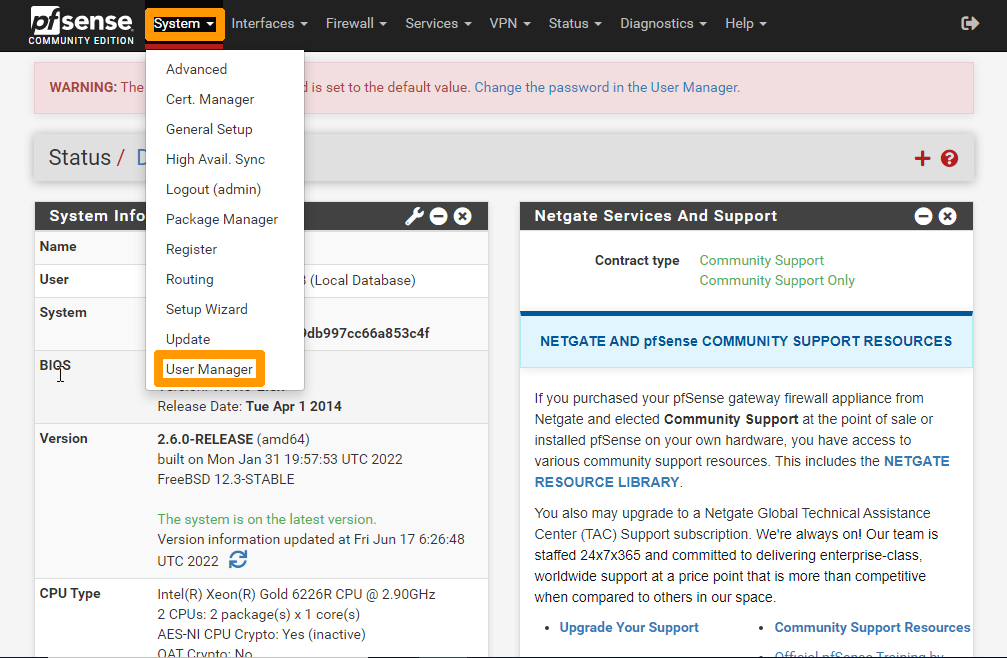 pfsense
COMMUNITY EDITION
System Interfaces Firewall Services VPN Status Diagnostics Help
Advanced
Cert. Manager
General Setup
High Avail. Sync
Logout (admin)
Package Manager
Register
Routing
Setup Wizard
Update
User Manager
WARNING: The is set to the default value. Change the password in the User Manager.
Status /
System Info
Name
User
(Local Database)
System
9db997cc66a853c4f
BIOS
Release Date: Tue Apr 1 2014
Version
2.6.0-RELEASE (amd64)
built on Mon Jan 31 19:57:53 UTC 2022
FreeBSD 12.3-STABLE
The system is on the latest version.
Version information updated at Fri Jun 17 6:26:48
UTC 2022
CPU Type
Intel(R) Xeon(R) Gold 6226R CPU @ 2.90GHz
2 CPUs: 2 package(s) x 1 core(s)
AES-NI CPU Crypto: Yes (inactive)
QAT Crypto: No
Netgate Services And Support
Contract type
Community Support
Community Support Only
NETGATE AND pfSense COMMUNITY SUPPORT RESOURCES
If you purchased your pfSense gateway firewall appliance from
Netgate and elected Community Support at the point of sale or
installed pfSense on your own hardware, you have access to
various community support resources. This includes the NETGATE
RESOURCE LIBRARY.
You also may upgrade to a Netgate Global Technical Assistance
Center (TAC) Support subscription. We're always on! Our team is
staffed 24x7x365 and committed to delivering enterprise-class,
worldwide support at a price point that is more than competitive
when compared to others in our space.
Upgrade Your Support
Community Support Resources
Official pfSense Training by